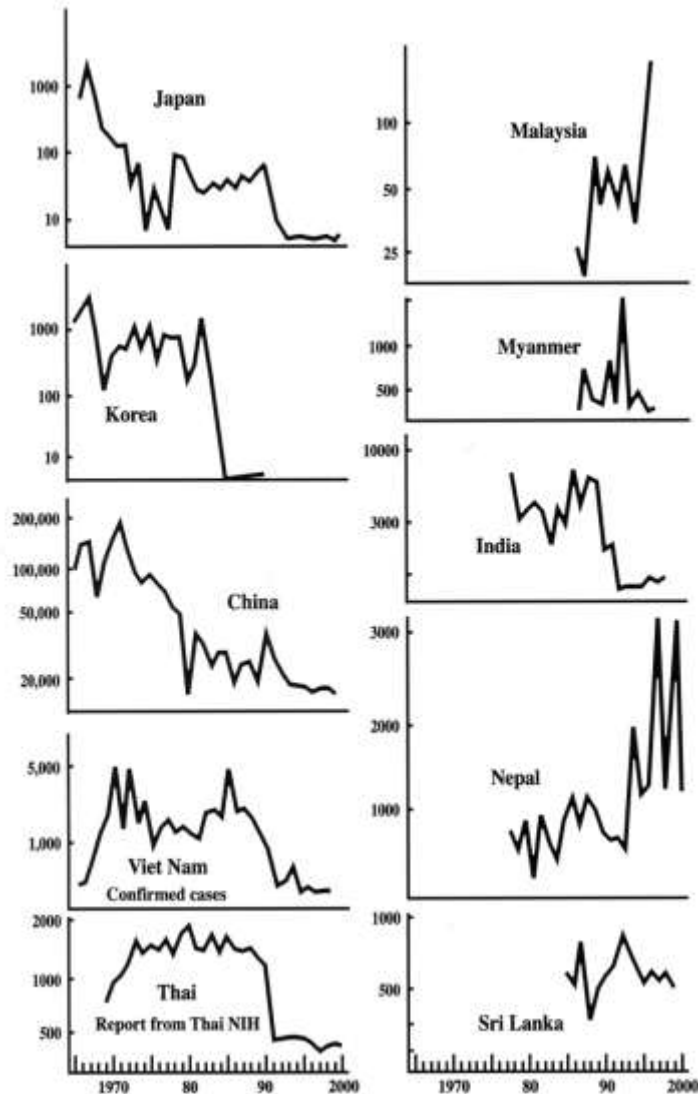 1000
Japan
100
10
1000
100
Korea
10
200,000
100,000
50,000
China
20,000
5,000
1,000
Viet Nam
Confirmed cases
2000
1000
Thai
Report from Thai NIH
500
1970 80 90 2000
100
Malaysia
50
25
1000
Myanmer
500
10000
3000
India
3000
2000
Nepal
1000
1000
500
Sri Lanka
1970 80 90 2000